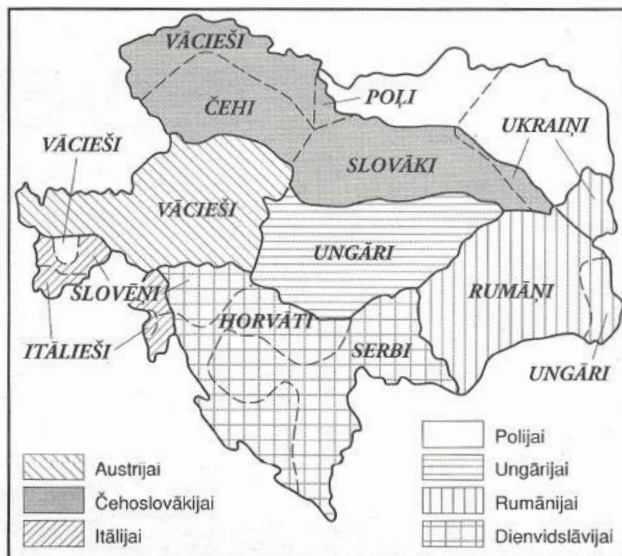 VĀCIEŠI
POĻI
ČEHI
UKRAIŅI
VĀCIEŠI
SLOVĀKI
VĀCIEŠI
UNGĀRI
SLOVĒŅI
RUMĀŅI
HORVĀTI
ITĀLIEŠI
SERBI
UNGĀRI
Austrijai
Čehoslovākijai
Itālijai
Polijai
Ungārijai
Rumānijai
Dienvidslāvijai